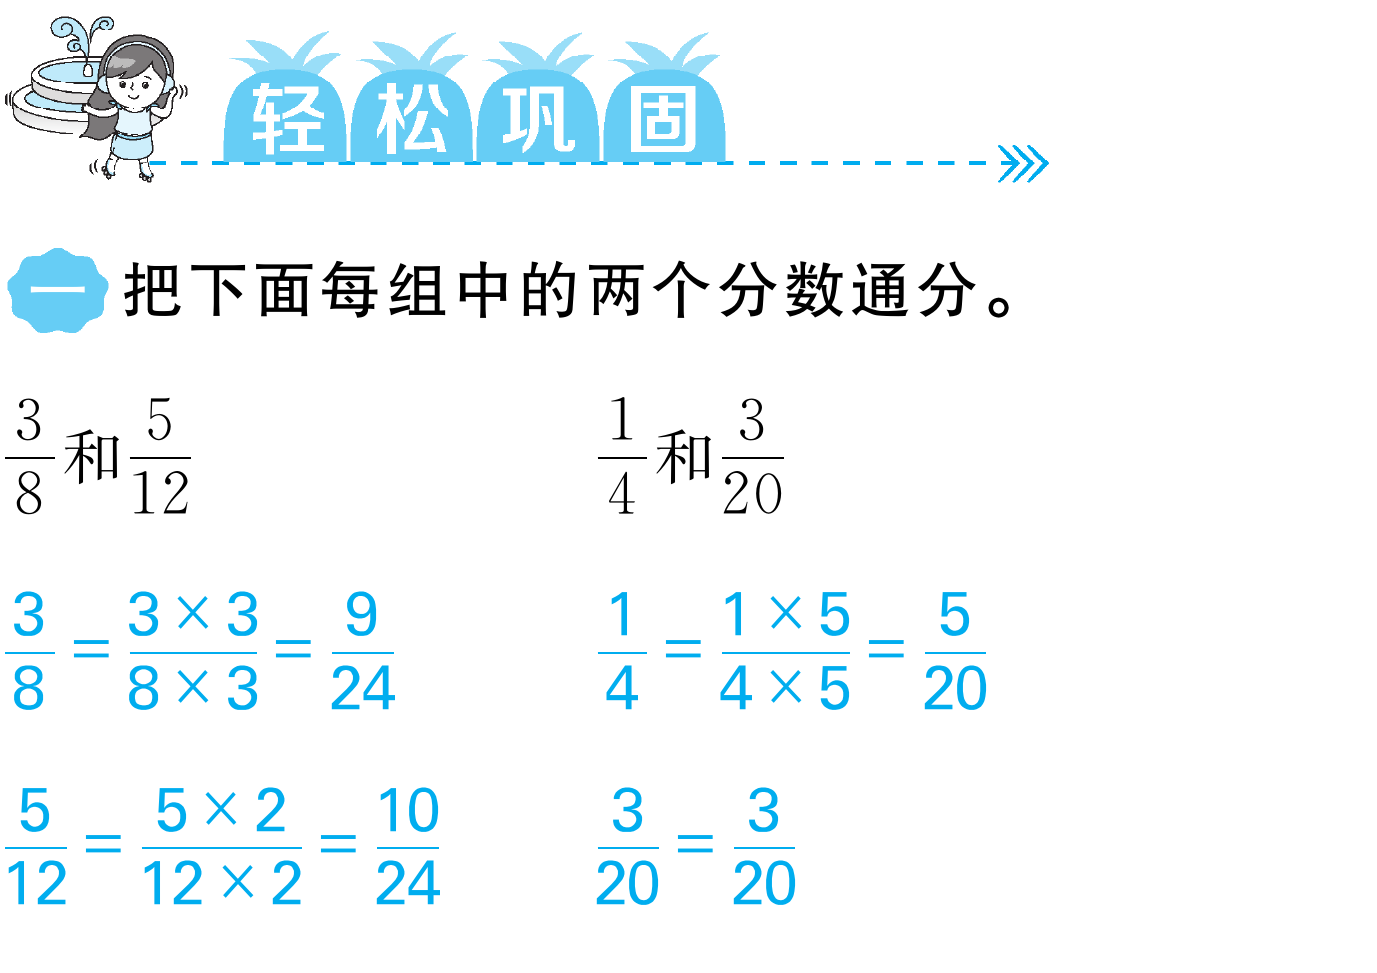 轻松巩固
一 把下面每组中的两个分数通分。
3/8和5/12 1/4和3/20
3/8=3×3/8×3=9/24 1/4=1×5/4×5=5/20
5/12=5×2/12×2=10/24 3/20=3/20